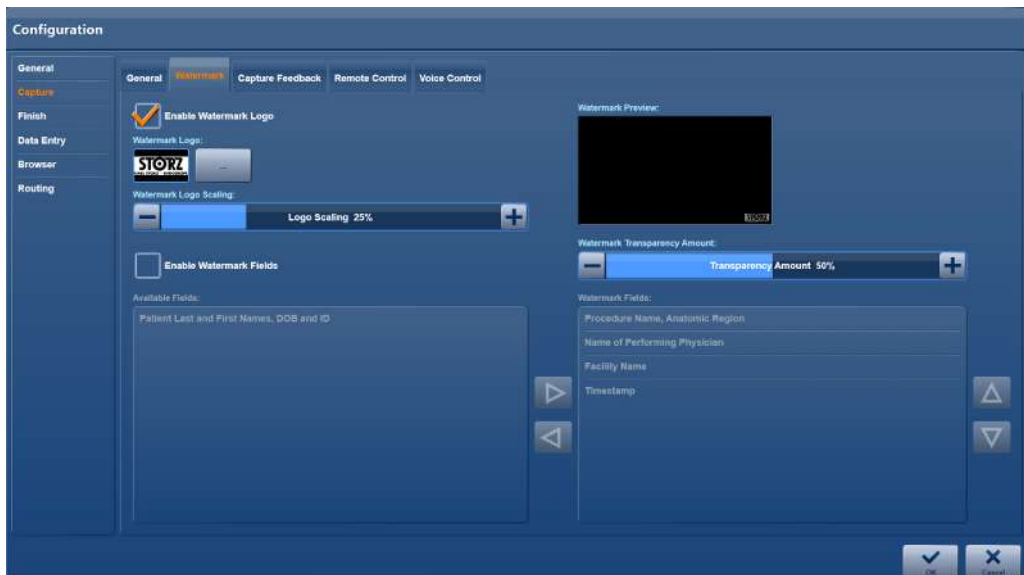 Configuration
General
Capture
Finish
Data Entry
Browser
Routing
General Watermark Capture Feedback Remote Control Voice Control
Enable Watermark Logo
Watermark Logo:
STORZ
...
Watermark Logo Scaling:
Logo Scaling 25%
Enable Watermark Fields
Available Fields:
Patient Last and First Names, DOB and ID
Watermark Preview:
STORZ
Watermark Transparency Amount:
Transparency Amount 50%
Watermark Fields:
Procedure Name, Anatomic Region
Name of Performing Physician
Facility Name
Timestamp
OK
Cancel